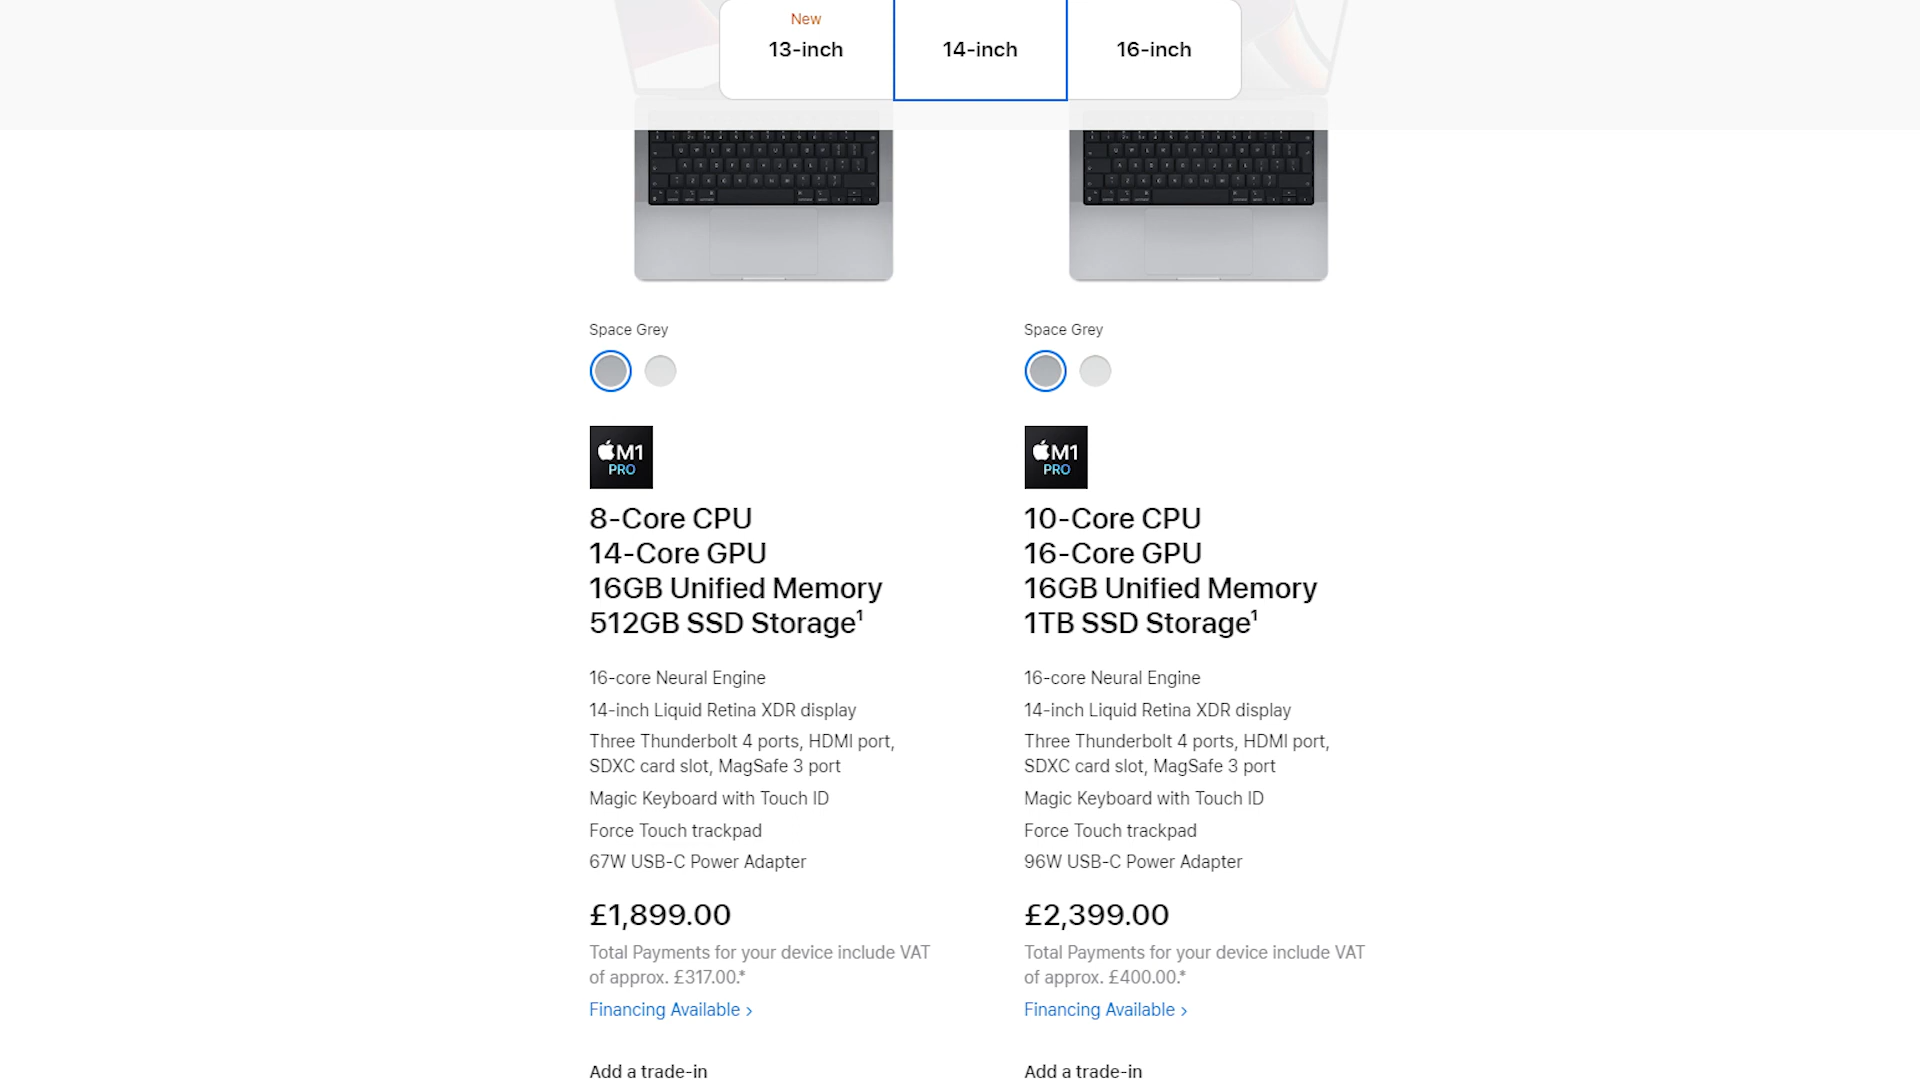 New
13-inch
14-inch
16-inch
Space Grey
Space Grey
M1
PRO
M1
PRO
8-Core CPU
14-Core GPU
16GB Unified Memory
512GB SSD Storage¹
10-Core CPU
16-Core GPU
16GB Unified Memory
1TB SSD Storage¹
16-core Neural Engine
14-inch Liquid Retina XDR display
Three Thunderbolt 4 ports, HDMI port,
SDXC card slot, MagSafe 3 port
Magic Keyboard with Touch ID
Force Touch trackpad
67W USB-C Power Adapter
16-core Neural Engine
14-inch Liquid Retina XDR display
Three Thunderbolt 4 ports, HDMI port,
SDXC card slot, MagSafe 3 port
Magic Keyboard with Touch ID
Force Touch trackpad
96W USB-C Power Adapter
£1,899.00
Total Payments for your device include VAT
of approx. £317.00.*
Financing Available >
£2,399.00
Total Payments for your device include VAT
of approx. £400.00.*
Financing Available >
Add a trade-in
Add a trade-in